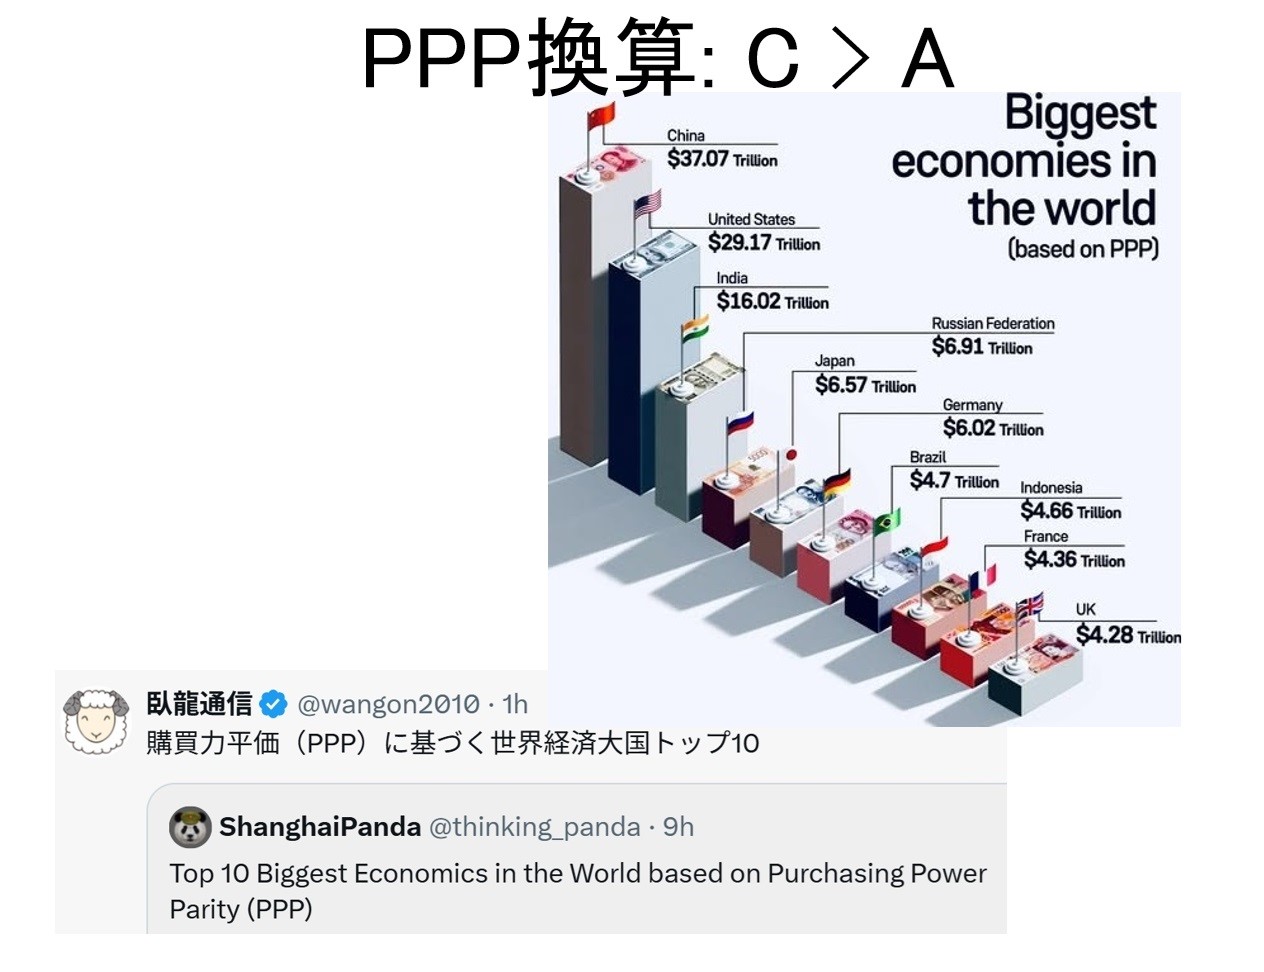 PPP換算: C > A
Biggest
economies in
the world
(based on PPP)
China
$37.07 Trillion
United States
$29.17 Trillion
India
$16.02 Trillion
Russian Federation
$6.91 Trillion
Japan
$6.57 Trillion
Germany
$6.02 Trillion
Brazil
$4.7 Trillion
Indonesia
$4.66 Trillion
France
$4.36 Trillion
UK
$4.28 Trillion
臥龍通信 @wangon2010 · 1h
購買力平価（PPP）に基づく世界経済大国トップ10
ShanghaiPanda @thinking_panda · 9h
Top 10 Biggest Economics in the World based on Purchasing Power
Parity (PPP)